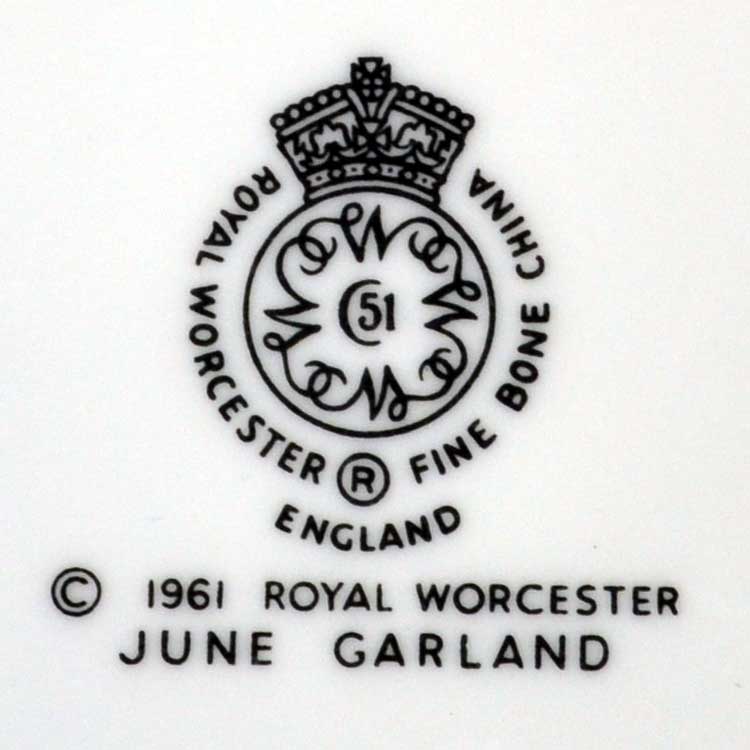 ROYAL WORCESTER ® FINE BONE CHINA
C51
ENGLAND
© 1961 ROYAL WORCESTER
JUNE GARLAND